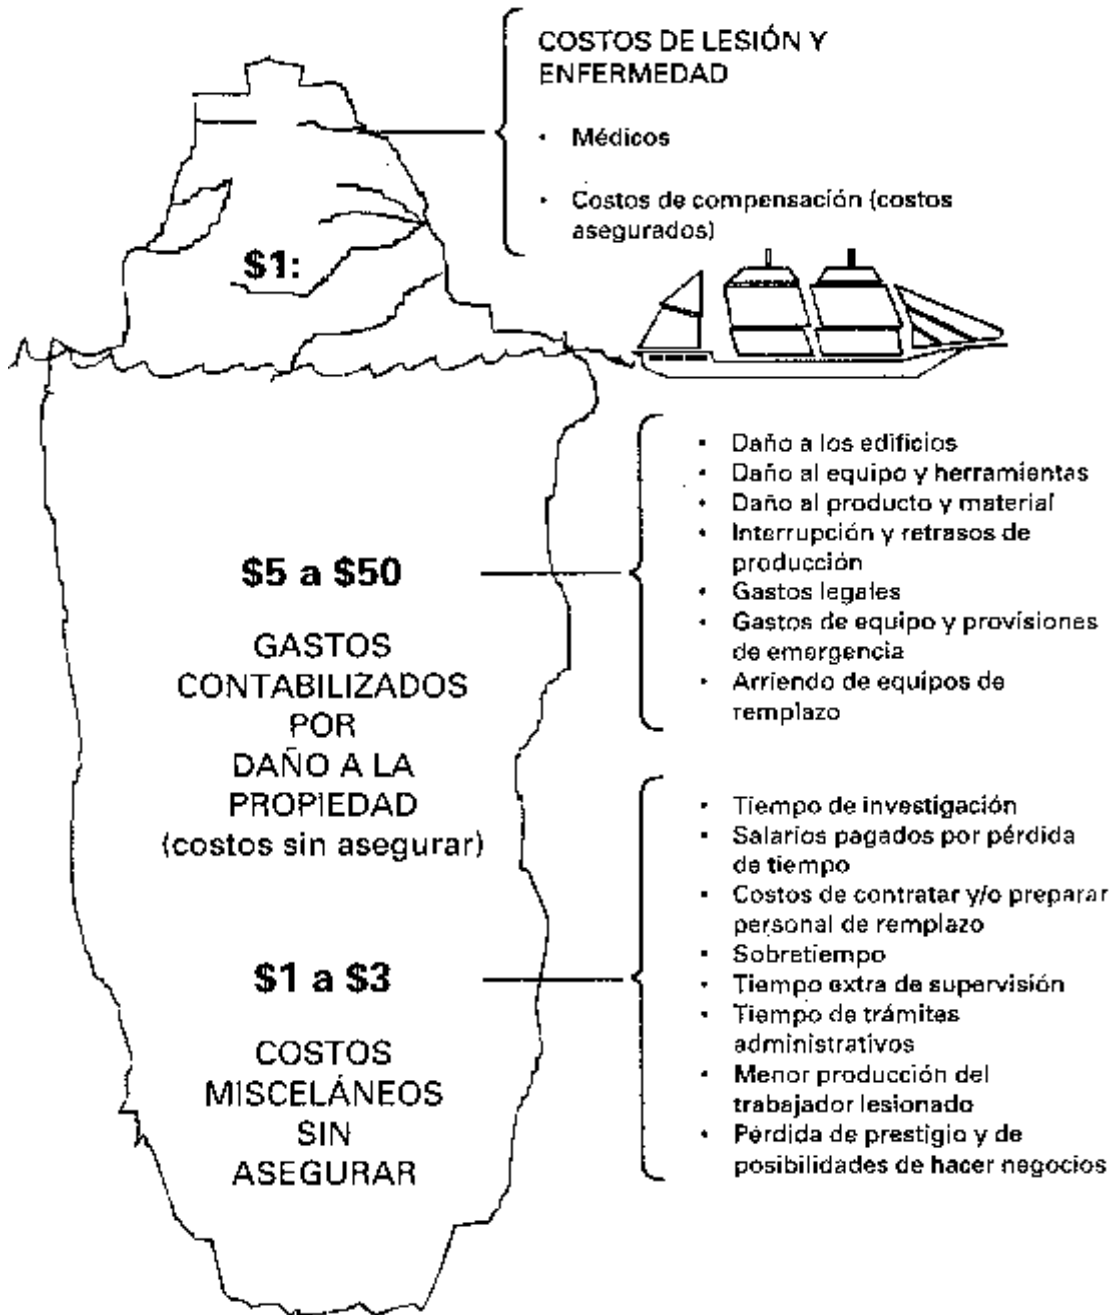 COSTOS DE LESIÓN Y
ENFERMEDAD
• Médicos
• Costos de compensación (costos
asegurados)
$1:
• Daño a los edificios
• Daño al equipo y herramientas
• Daño al producto y material
• Interrupción y retrasos de
producción
• Gastos legales
• Gastos de equipo y provisiones
de emergencia
• Arriendo de equipos de
remplazo
$5 a $50
GASTOS
CONTABILIZADOS
POR
DAÑO A LA
PROPIEDAD
(costos sin asegurar)
• Tiempo de investigación
• Salarios pagados por pérdida
de tiempo
• Costos de contratar y/o preparar
personal de remplazo
• Sobretiempo
• Tiempo extra de supervisión
• Tiempo de trámites
administrativos
• Menor producción del
trabajador lesionado
• Pérdida de prestigio y de
posibilidades de hacer negocios
$1 a $3
COSTOS
MISCELÁNEOS
SIN
ASEGURAR